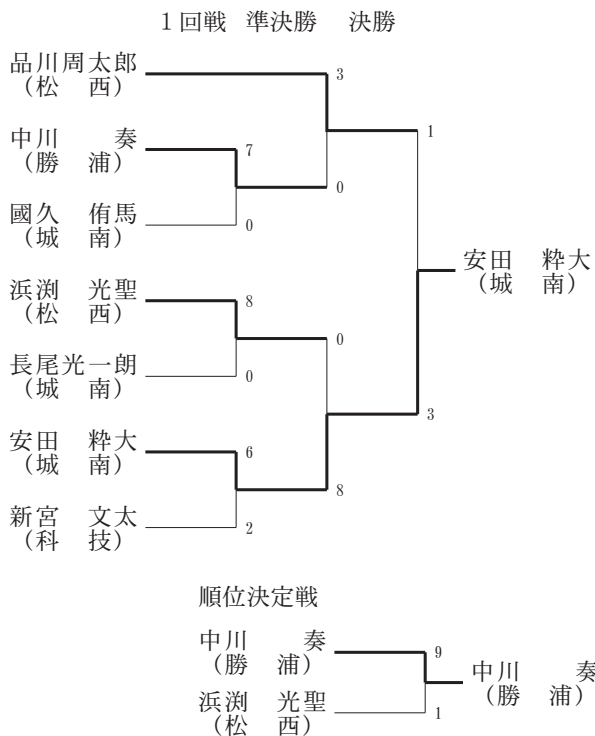 1回戦 準決勝 決勝
品川周太郎
（松　西）
3
中川　奏
（勝　浦）
1
7
0
國久　侑馬
（城　南）
0
安田　粋大
（城　南）
浜渕　光聖
（松　西）
8
0
長尾光一朗
（城　南）
0
3
安田　粋大
（城　南）
6
8
新宮　文太
（科　技）
2
順位決定戦
中川　奏
（勝　浦）
9
中川　奏
（勝　浦）
浜渕　光聖
（松　西）
1